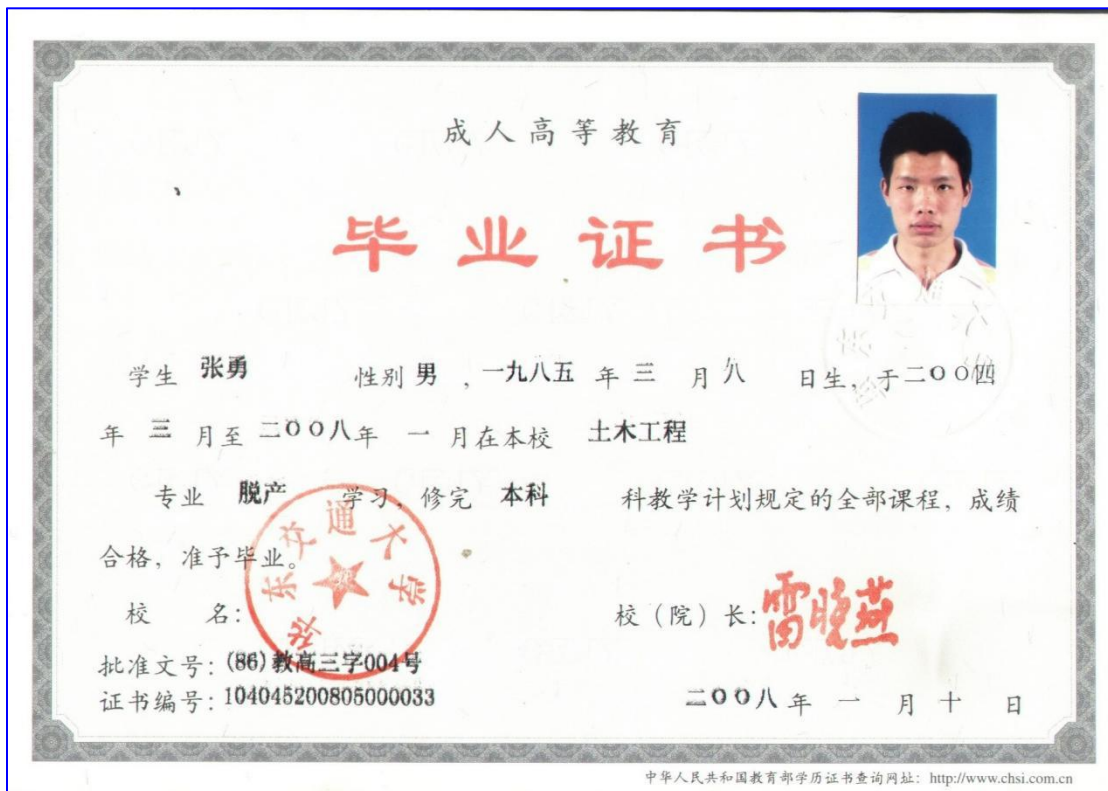 成人高等教育
毕业证书
学生 张勇 性别 男 ，一九八五 年 三 月 八 日生，于二〇〇四
年 三 月至 二〇〇八年 一 月在本校 土木工程
专业 脱产 学习，修完 本科 科教学计划规定的全部课程，成绩
合格，准予毕业。
华东交通大学
校 名：
校（院）长：雷晓燕
批准文号：(86)教高三字004号
证书编号：104045200805000033
二〇〇八 年 一 月 十 日
中华人民共和国教育部学历证书查询网址：http://www.chsi.com.cn